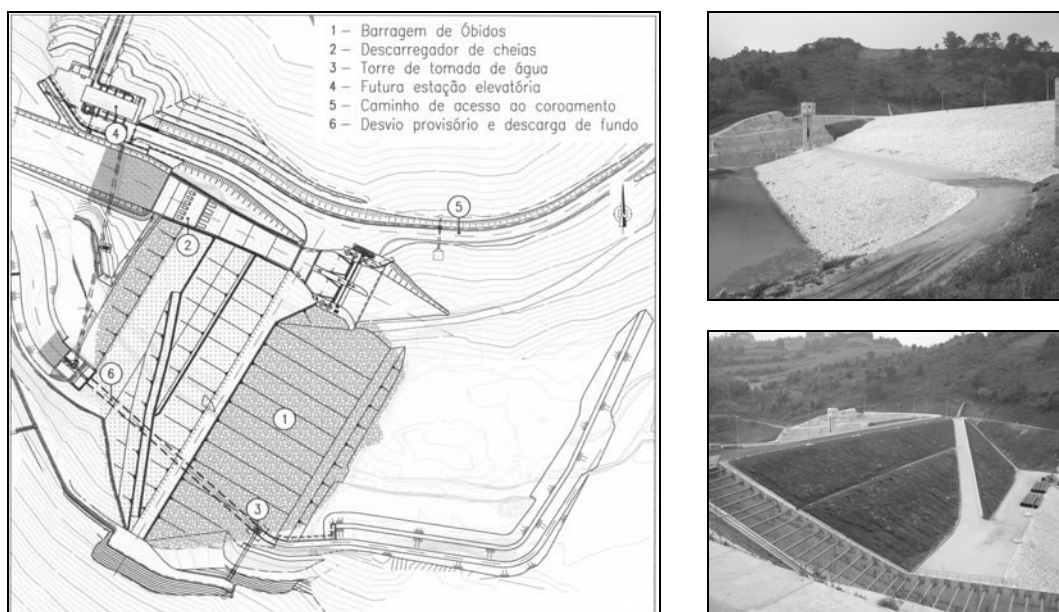 1 – Barragem de Óbidos
2 – Descarregador de cheias
3 – Torre de tomada de água
4 – Futura estação elevatória
5 – Caminho de acesso ao coroamento
6 – Desvio provisório e descarga de fundo
4
5
2
N
6
1
3